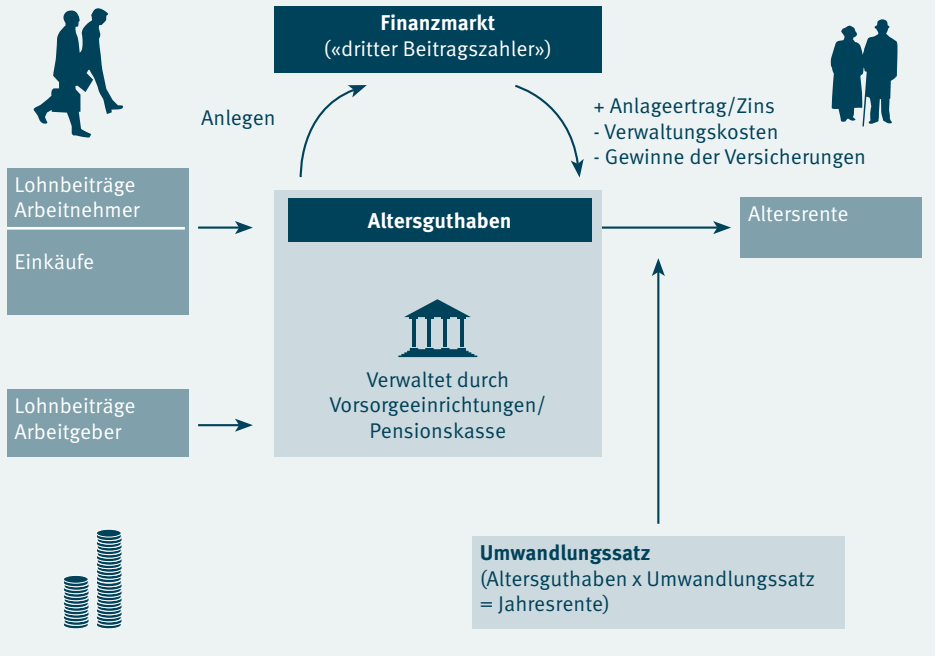 Finanzmarkt
(«dritter Beitragszahler»)
Anlegen
+ Anlageertrag/Zins
- Verwaltungskosten
- Gewinne der Versicherungen
Lohnbeiträge
Arbeitnehmer
Einkäufe
Altersguthaben
Altersrente
Verwaltet durch
Vorsorgeeinrichtungen/
Pensionskasse
Lohnbeiträge
Arbeitgeber
Umwandlungssatz
(Altersguthaben x Umwandlungssatz
= Jahresrente)